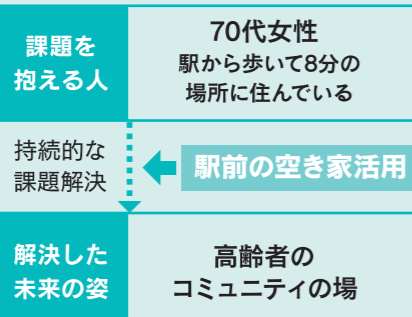 課題を
抱える人
70代女性
駅から歩いて8分の
場所に住んでいる
持続的な
課題解決
駅前の空き家活用
解決した
未来の姿
高齢者の
コミュニティの場